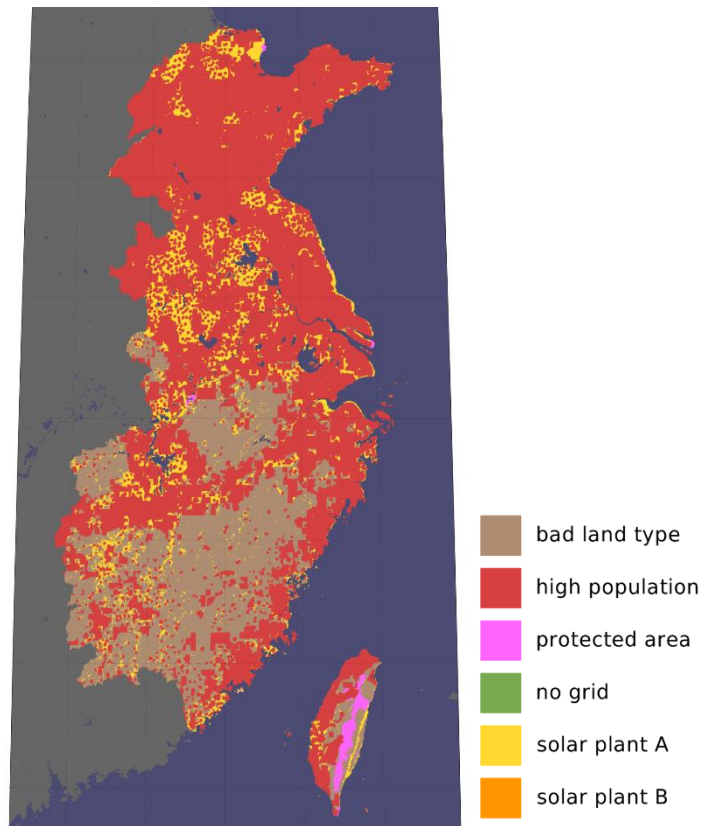 bad land type
high population
protected area
no grid
solar plant A
solar plant B